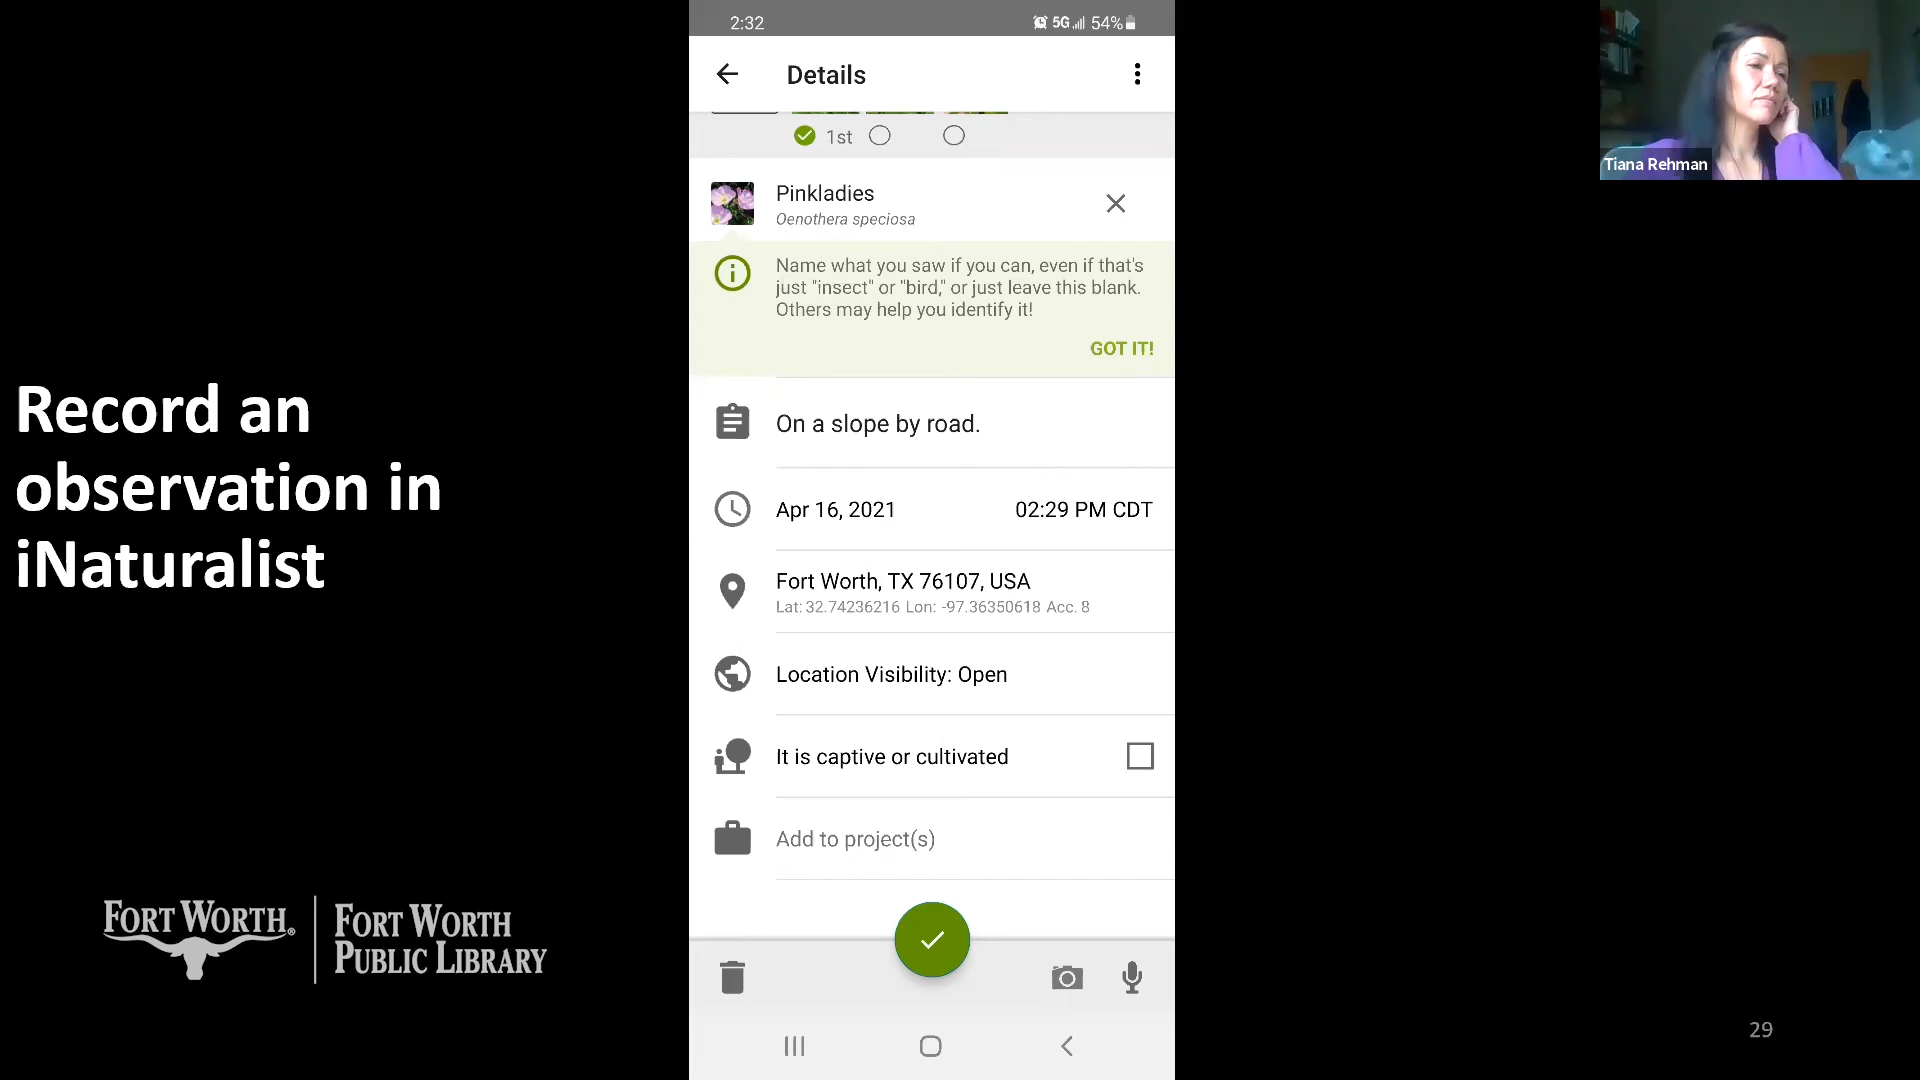 2:32
5G 54%
Details
1st
Tiana Rehman
Pinkladies
Oenothera speciosa
Name what you saw if you can, even if that's
just "insect" or "bird," or just leave this blank.
Others may help you identify it!
GOT IT!
Record an
observation in
iNaturalist
On a slope by road.
Apr 16, 2021 02:29 PM CDT
Fort Worth, TX 76107, USA
Lat: 32.74236216 Lon: -97.36350618 Acc. 8
Location Visibility: Open
It is captive or cultivated
Add to project(s)
FORT WORTH®
FORT WORTH
PUBLIC LIBRARY
29